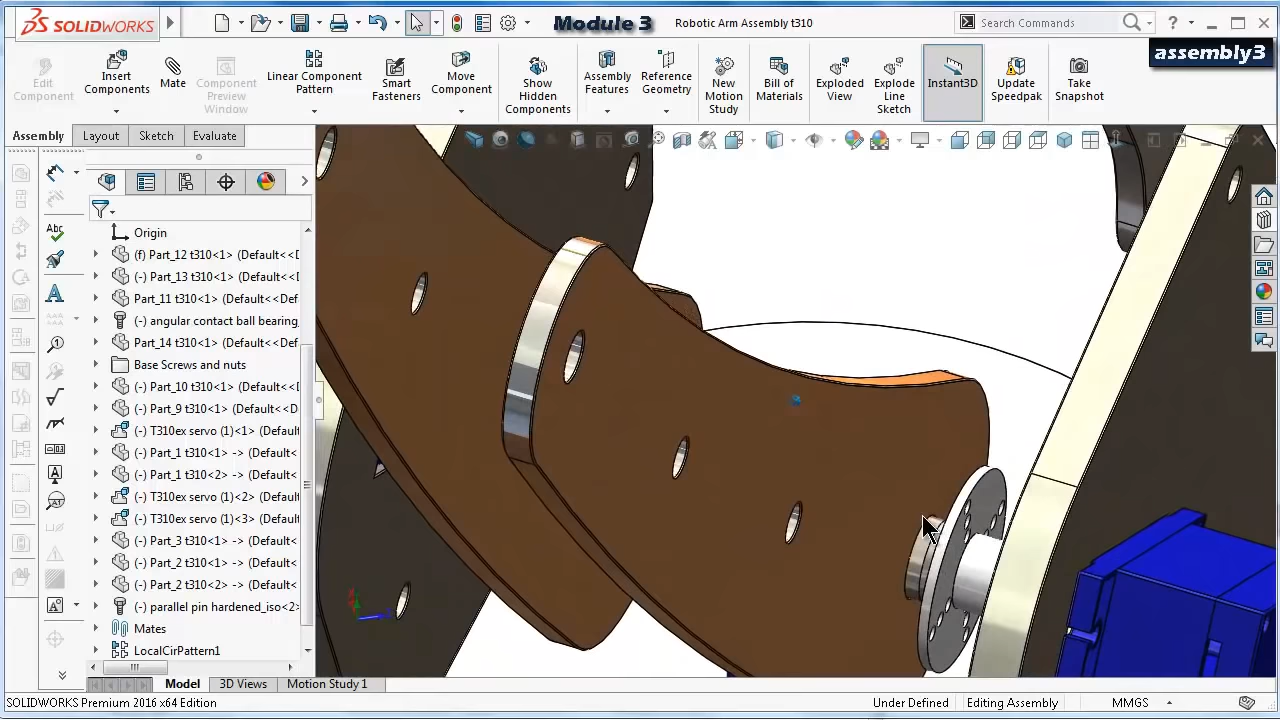 SOLIDWORKS
Module 3
Robotic Arm Assembly t310
Search Commands
?
assembly3
Edit
Component
Insert
Components
Mate
Component
Preview
Window
Linear Component
Pattern
Smart
Fasteners
Move
Component
Show
Hidden
Components
Assembly
Features
Reference
Geometry
New
Motion
Study
Bill of
Materials
Exploded
View
Explode
Line
Sketch
Instant3D
Update
Speedpak
Take
Snapshot
Assembly
Layout
Sketch
Evaluate
Origin
(f) Part_12 t310<1> (Default<<D
(-) Part_13 t310<1> (Default<<D
Part_11 t310<1> (Default<<Def
(-) angular contact ball bearing_
Part_14 t310<1> (Default<<Def
Base Screws and nuts
(-) Part_10 t310<1> (Default<<D
(-) Part_9 t310<1> (Default<<De
(-) T310ex servo (1)<1> (Default
(-) Part_1 t310<1> -> (Default<
(-) Part_1 t310<2> -> (Default<
(-) T310ex servo (1)<2> (Default
(-) T310ex servo (1)<3> (Default
(-) Part_3 t310<1> -> (Default<
(-) Part_2 t310<1> -> (Default<
(-) Part_2 t310<2> -> (Default<
(-) parallel pin hardened_iso<2>
Mates
LocalCirPattern1
Model
3D Views
Motion Study 1
SOLIDWORKS Premium 2016 x64 Edition
Under Defined
Editing Assembly
MMGS